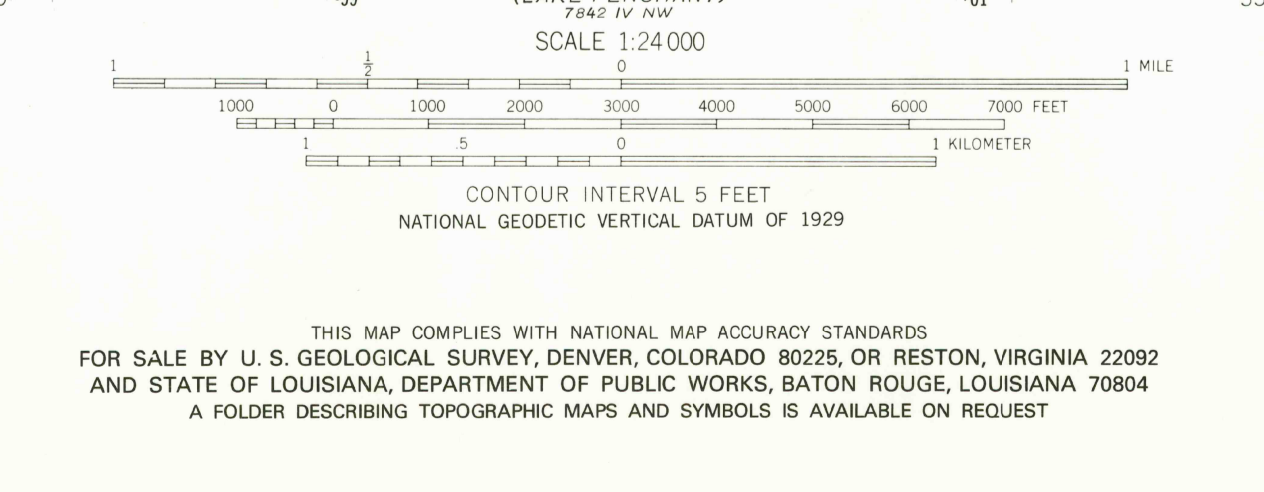 7842 IV NW
SCALE 1:24 000
1 1/2 0 1 MILE
1000 0 1000 2000 3000 4000 5000 6000 7000 FEET
1 .5 0 1 KILOMETER
CONTOUR INTERVAL 5 FEET
NATIONAL GEODETIC VERTICAL DATUM OF 1929
THIS MAP COMPLIES WITH NATIONAL MAP ACCURACY STANDARDS
FOR SALE BY U. S. GEOLOGICAL SURVEY, DENVER, COLORADO 80225, OR RESTON, VIRGINIA 22092
AND STATE OF LOUISIANA, DEPARTMENT OF PUBLIC WORKS, BATON ROUGE, LOUISIANA 70804
A FOLDER DESCRIBING TOPOGRAPHIC MAPS AND SYMBOLS IS AVAILABLE ON REQUEST